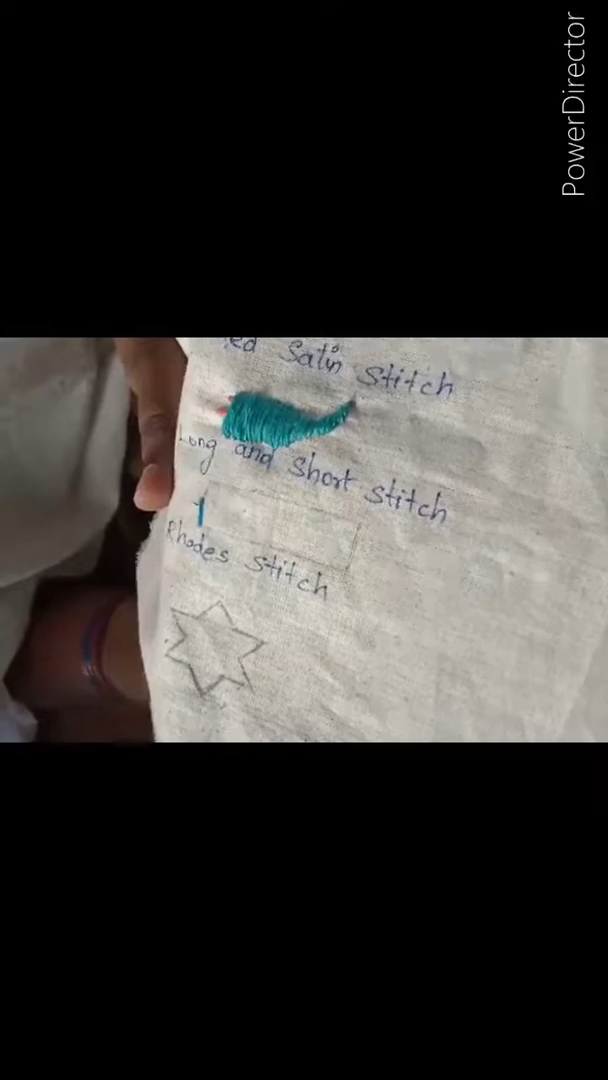 Satin Stitch
Long and Short Stitch
Rhodes Stitch
PowerDirector